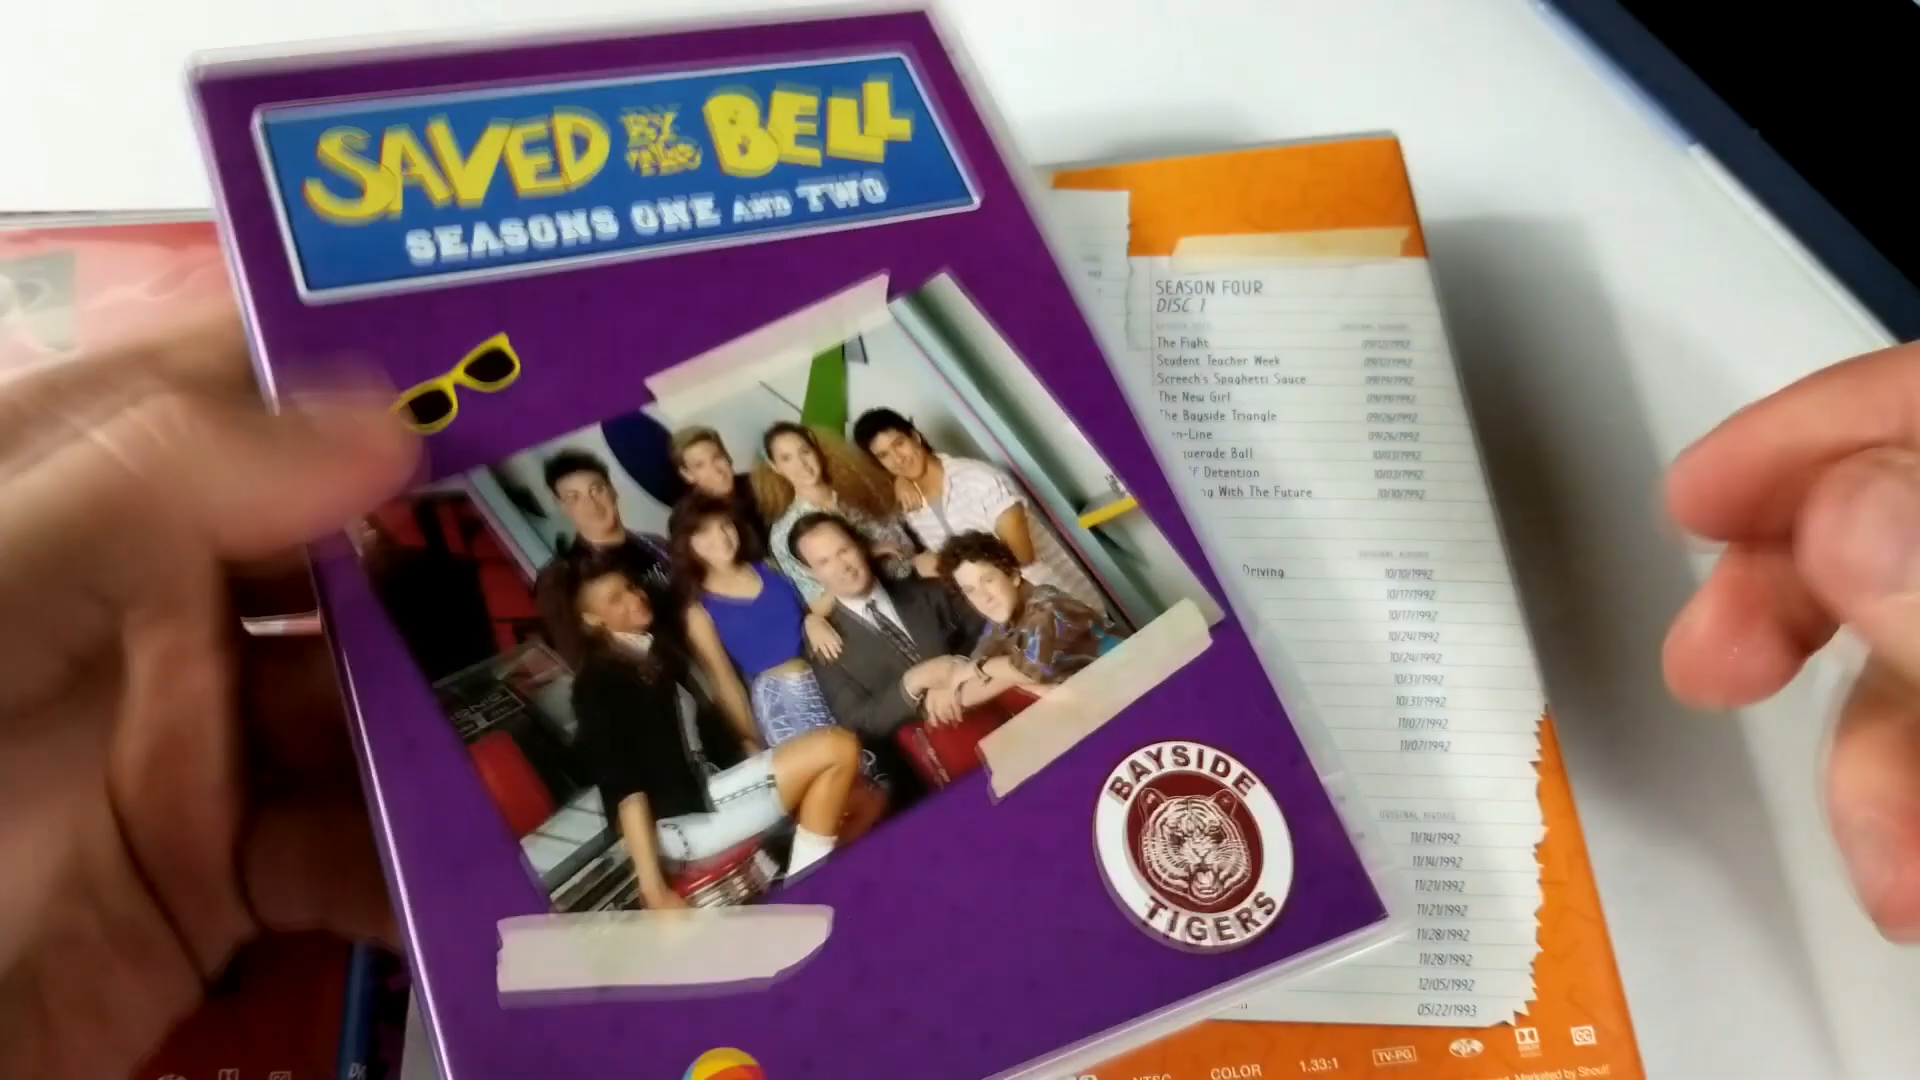 SAVED BY THE BELL
SEASONS ONE AND TWO
BAYSIDE
TIGERS
SEASON FOUR
DISC 1
The Fight 09/12/1992
Student Teacher Week 09/12/1992
Screech's Spaghetti Sauce 09/19/1992
The New Girl 09/19/1992
The Bayside Triangle 09/26/1992
n-Line 09/26/1992
uerade Ball 10/03/1992
f Detention 10/03/1992
With The Future 10/10/1992
ORIGINAL AIRDATE
Driving 10/10/1992
10/17/1992
10/17/1992
10/24/1992
10/24/1992
10/31/1992
10/31/1992
11/07/1992
11/07/1992
ORIGINAL AIRDATE
11/14/1992
11/14/1992
11/21/1992
11/21/1992
11/28/1992
11/28/1992
12/05/1992
05/22/1993
NTSC COLOR 1.33:1 TV-PG CC
Marketed by Shout!